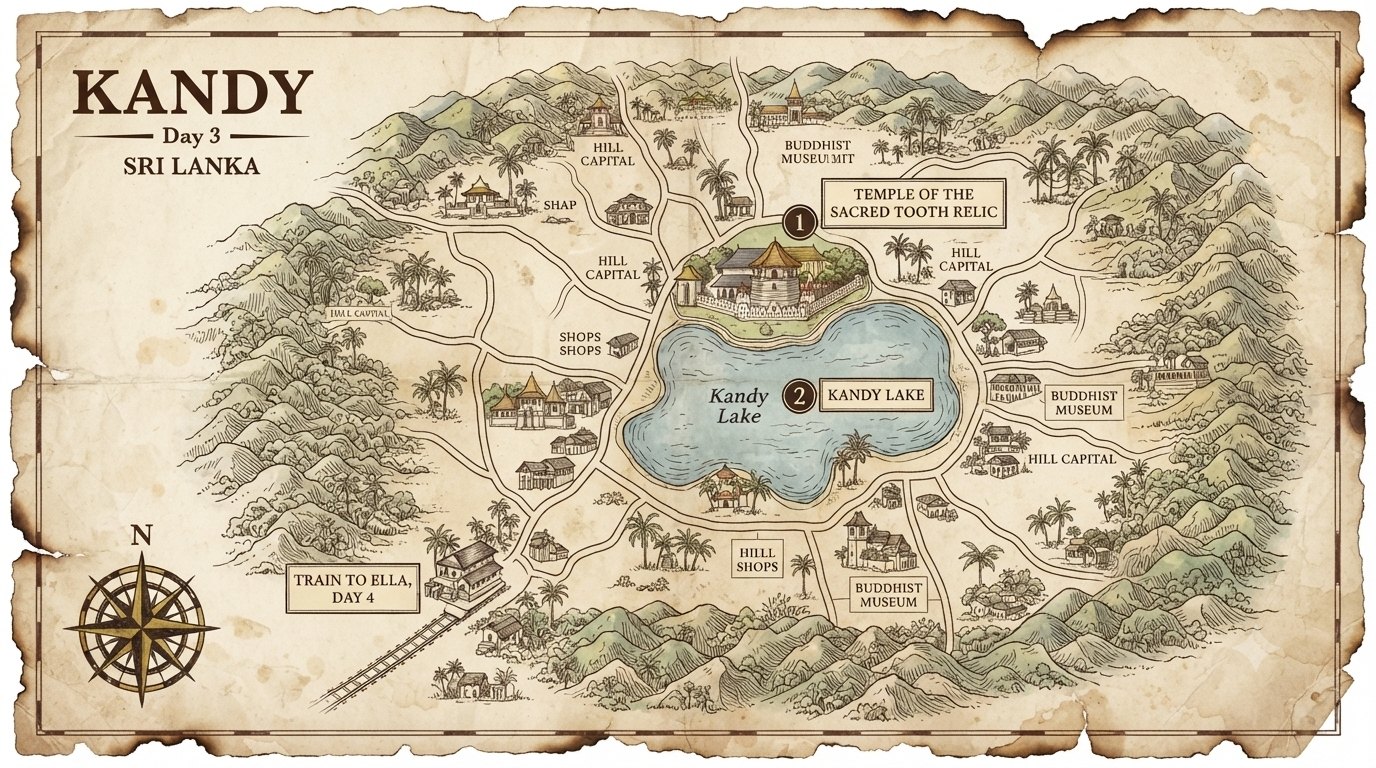 KANDY
Day 3
SRI LANKA
HILL
CAPITAL
BUDDHIST
TEMPLE OF THE
SACRED TOOTH RELIC
1
SHAP
HILL
CAPITAL
HILL
CAPITAL
SHOPS
SHOPS
Kandy
Lake
2
KANDY LAKE
BUDDHIST
MUSEUM
HILL CAPITAL
N
TRAIN TO ELLA,
DAY 4
HILLL
SHOPS
BUDDHIST
MUSEUM